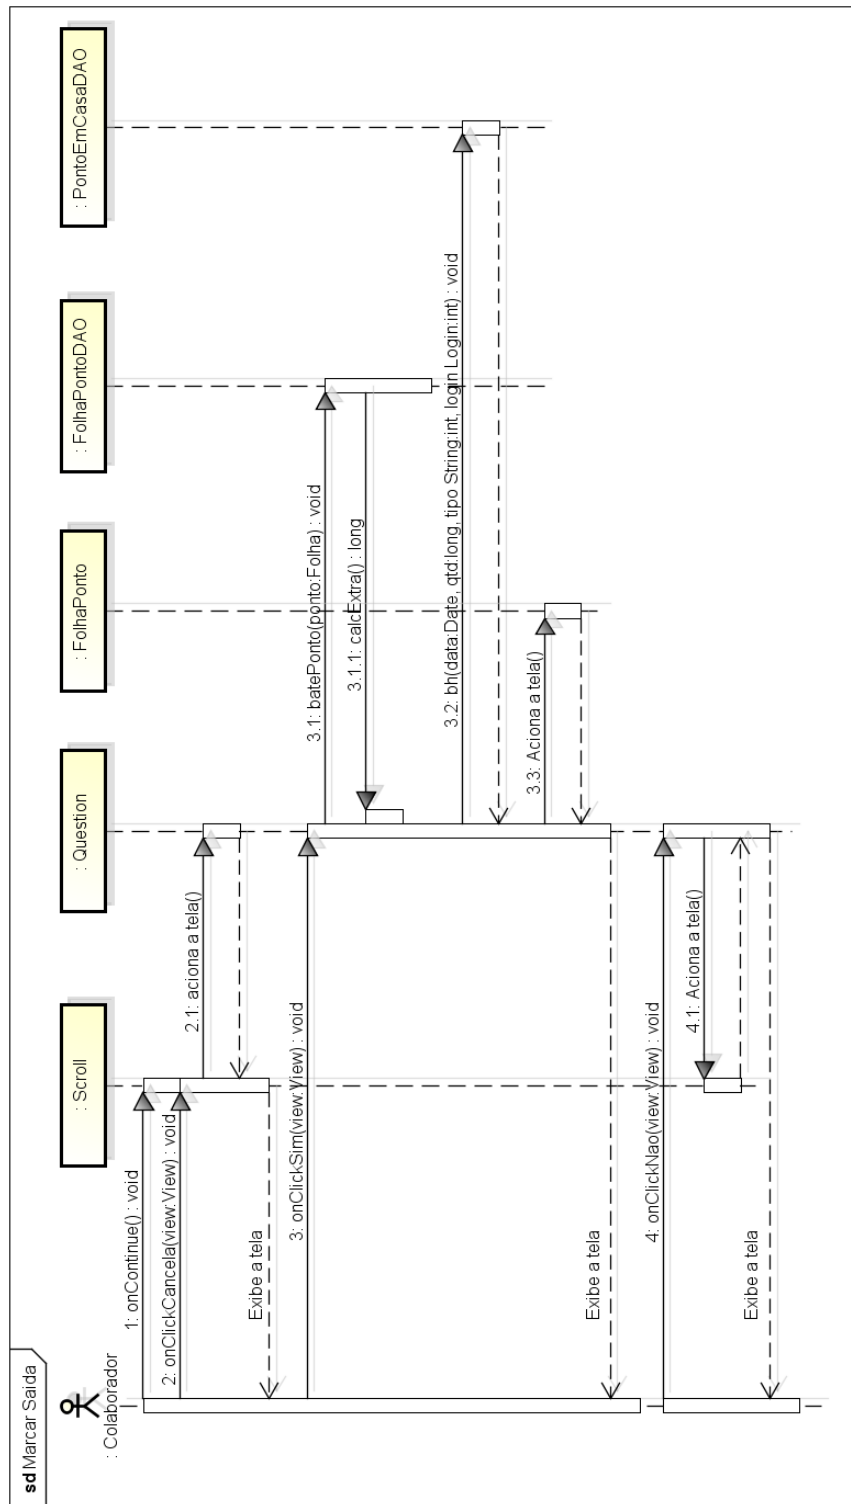 sd Marcar Saida
: Colaborador
: Scroll
: Question
: FolhaPonto
: FolhaPontoDAO
: PontoEmCasaDAO
1: onContinue() : void
2: onClickCancela(view:View) : void
2.1: aciona a tela()
Exibe a tela
3: onClickSim(view:View) : void
3.1: batePonto(ponto:Folha) : void
3.1.1: calcExtra() : long
3.2: bh(data:Date, qtd:long, tipo String:int, login Login:int) : void
3.3: Aciona a tela()
Exibe a tela
4: onClickNao(view:View) : void
4.1: Aciona a tela()
Exibe a tela